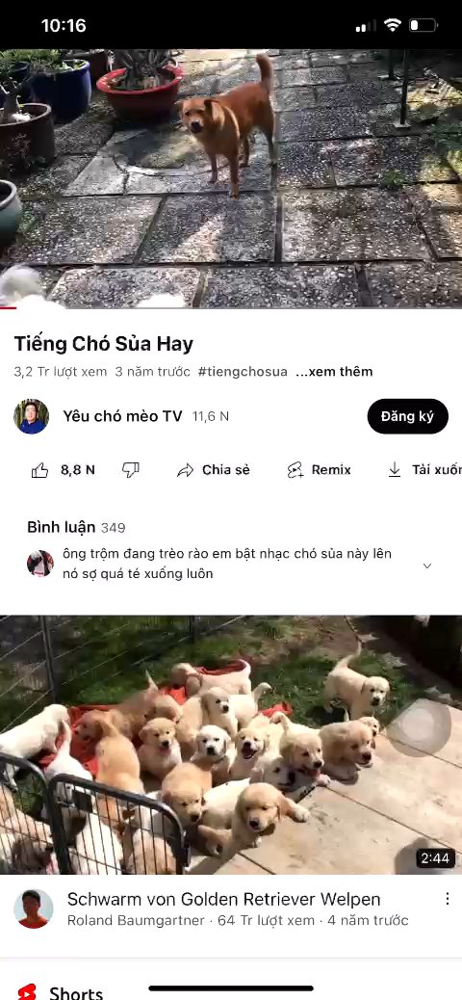 10:16
Tiếng Chó Sủa Hay
3,2 Tr lượt xem 3 năm trước #tiengchosua ...xem thêm
Yêu chó mèo TV 11,6 N
Đăng ký
8,8 N
Chia sẻ
Remix
Tải xuốn
Bình luận 349
ông trộm đang trèo rào em bật nhạc chó sủa này lên
nó sợ quá té xuống luôn
2:44
Schwarm von Golden Retriever Welpen
Roland Baumgartner · 64 Tr lượt xem · 4 năm trước
Shorts